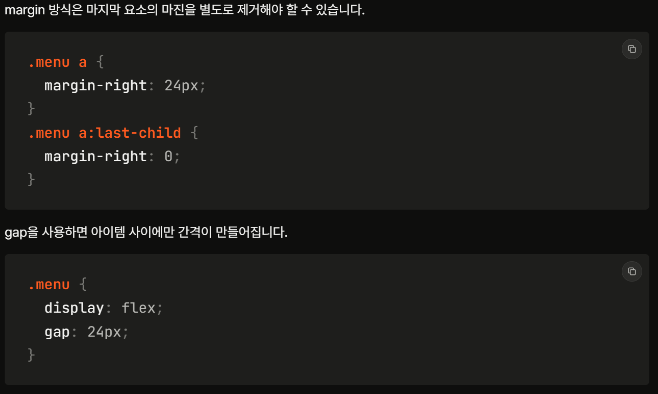 margin 방식은 마지막 요소의 마진을 별도로 제거해야 할 수 있습니다.
.menu a {
  margin-right: 24px;
}
.menu a:last-child {
  margin-right: 0;
}
gap을 사용하면 아이템 사이에만 간격이 만들어집니다.
.menu {
  display: flex;
  gap: 24px;
}